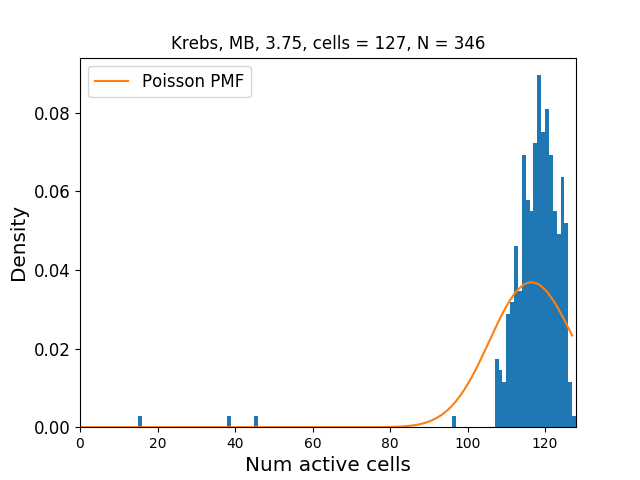 Krebs, MB, 3.75, cells = 127, N = 346
Poisson PMF
Density
0.08
0.06
0.04
0.02
0.00
0 20 40 60 80 100 120
Num active cells